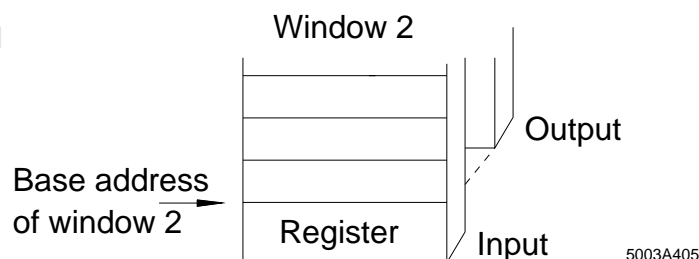 Window 2
Output
Base address
of window 2
Register
Input
5003A405